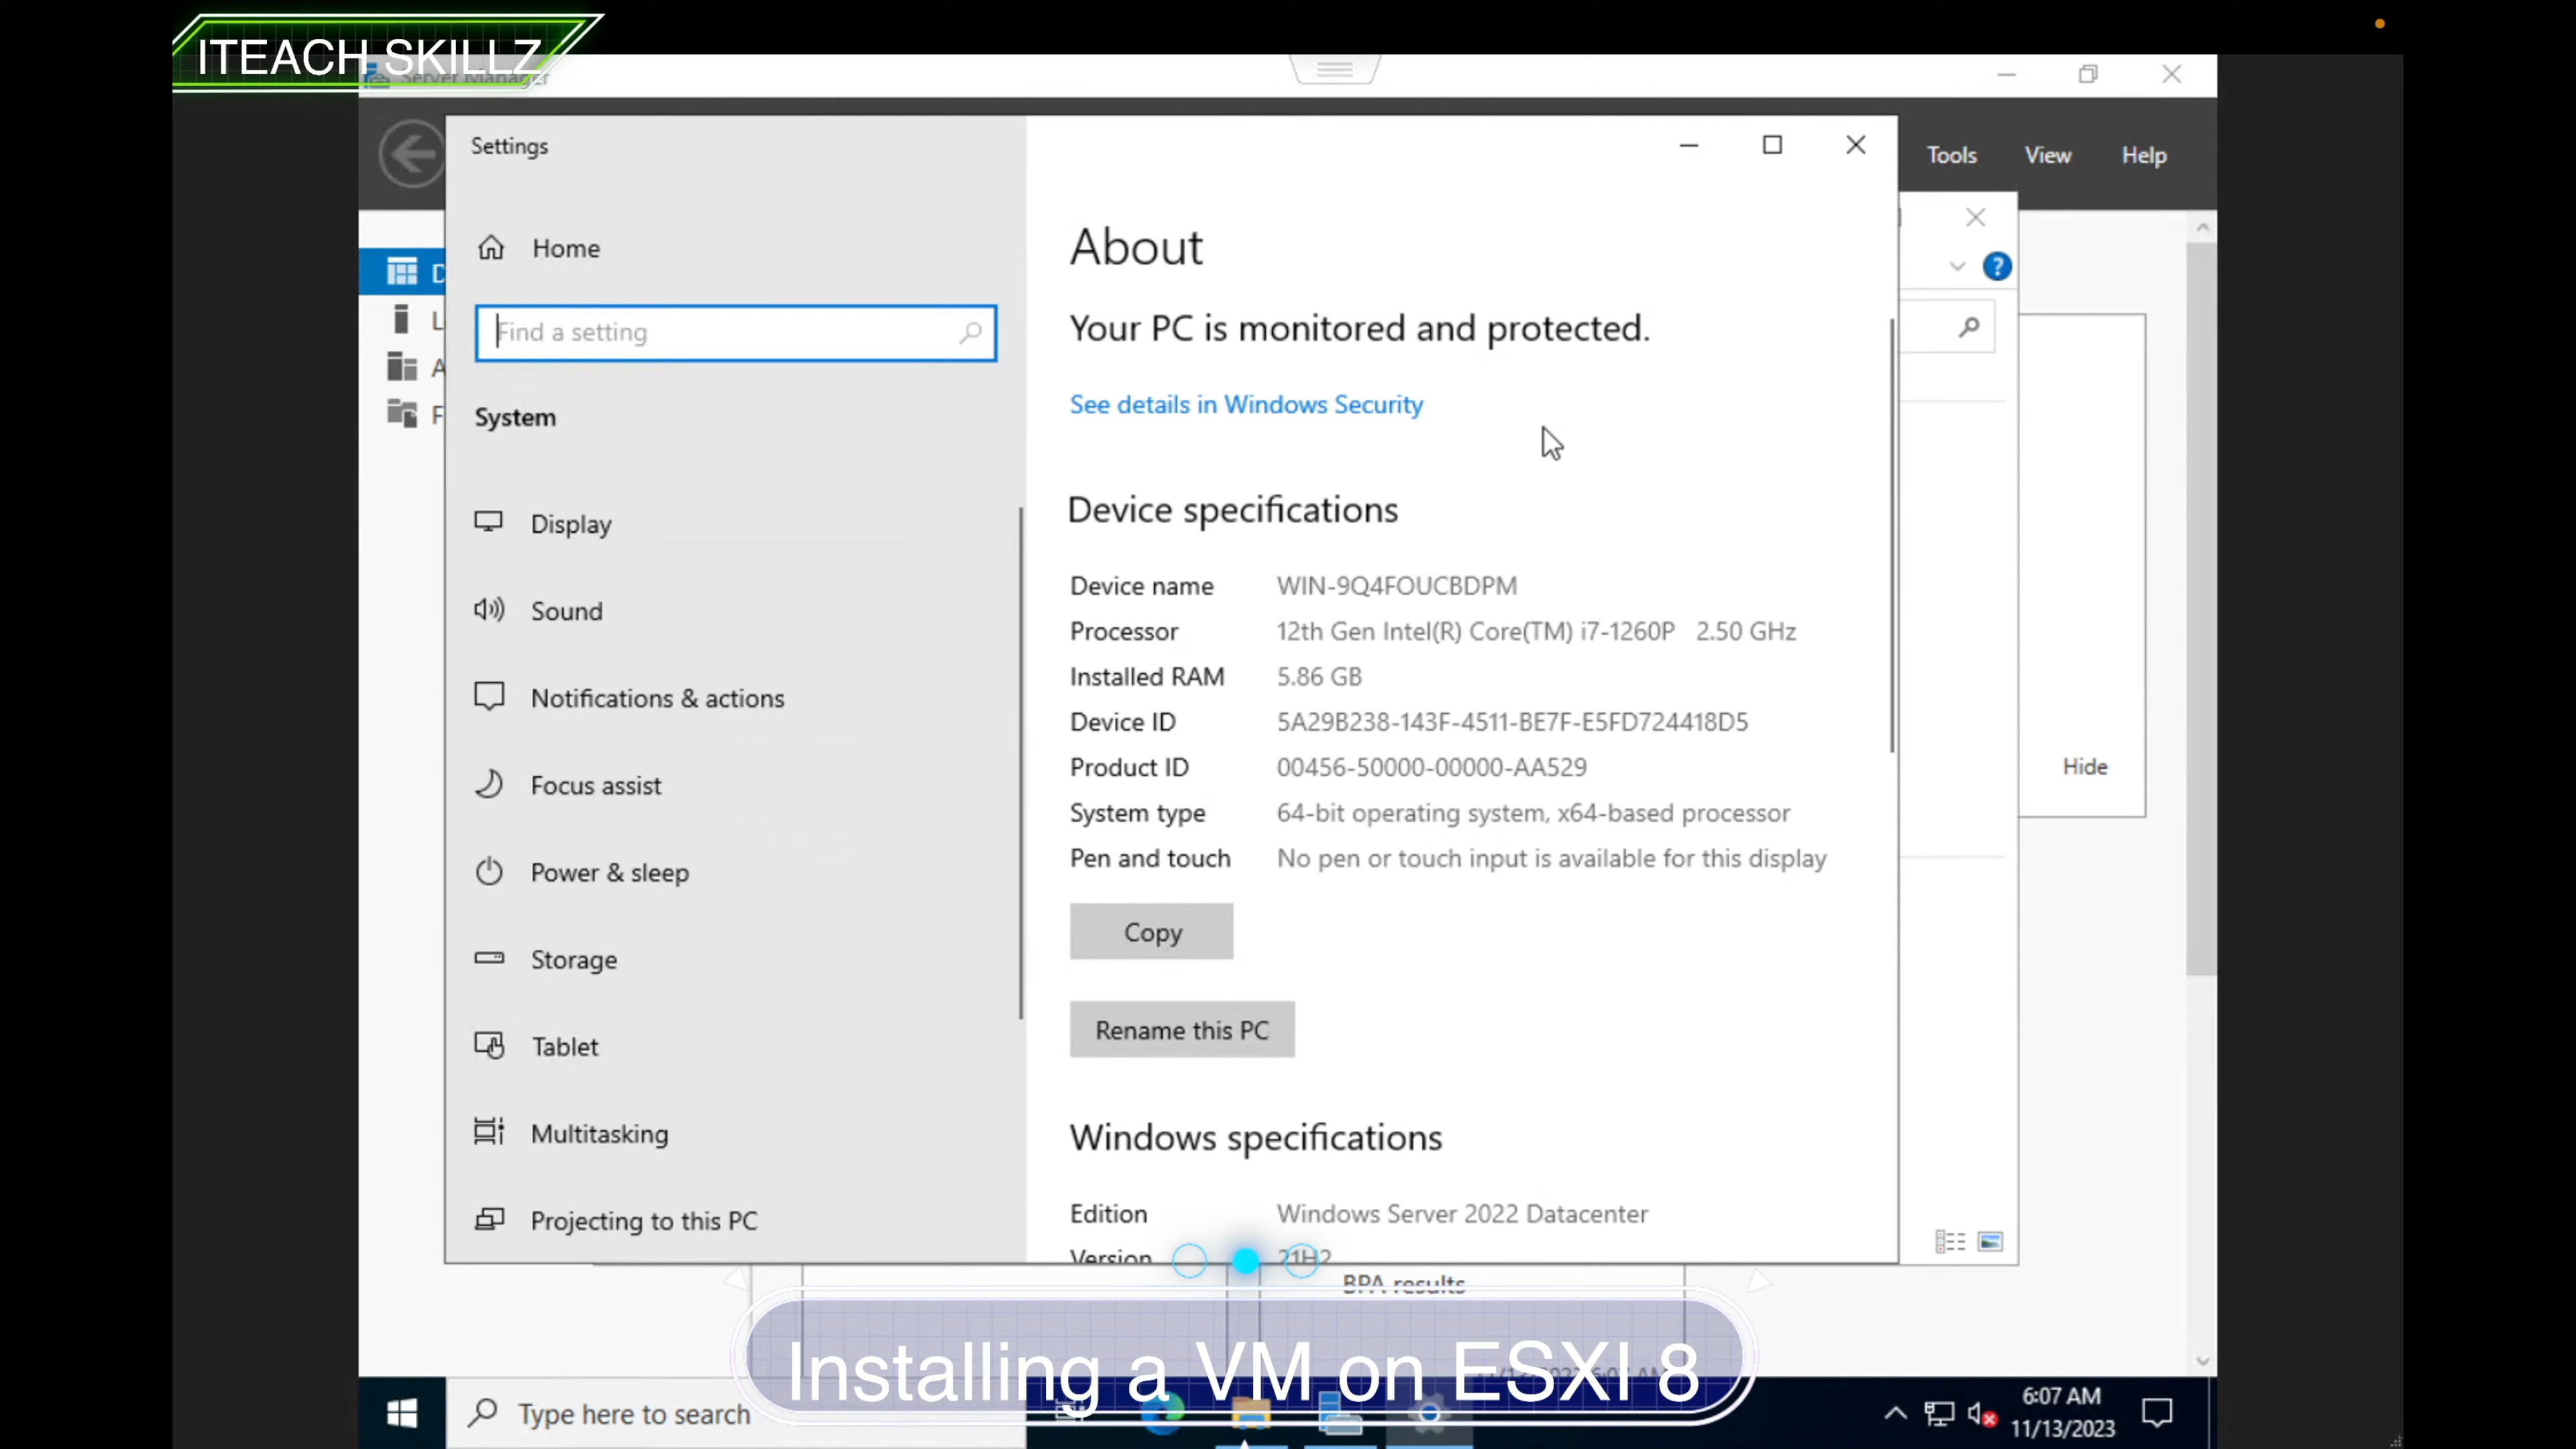 ITEACH SKILLZ
Server Manager
Tools View Help
Settings
Home
Find a setting
System
Display
Sound
Notifications & actions
Focus assist
Power & sleep
Storage
Tablet
Multitasking
Projecting to this PC
About
Your PC is monitored and protected.
See details in Windows Security
Device specifications
Device name WIN-9Q4FOUCBDPM
Processor 12th Gen Intel(R) Core(TM) i7-1260P 2.50 GHz
Installed RAM 5.86 GB
Device ID 5A29B238-143F-4511-BE7F-E5FD724418D5
Product ID 00456-50000-00000-AA529
System type 64-bit operating system, x64-based processor
Pen and touch No pen or touch input is available for this display
Copy
Rename this PC
Windows specifications
Edition Windows Server 2022 Datacenter
Version 21H2
Hide
BPA results
Installing a VM on ESXI 8
Type here to search
6:07 AM
11/13/2023